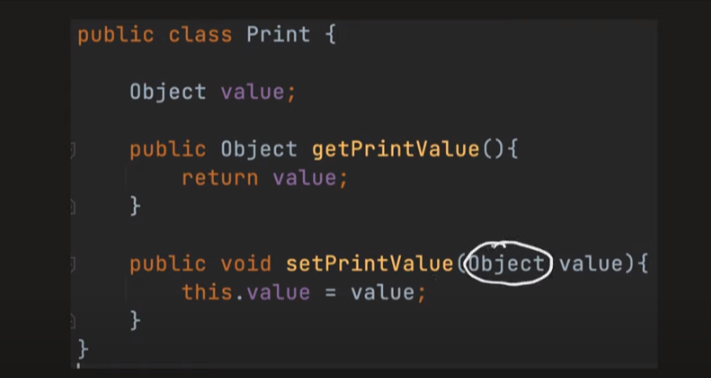 public class Print {
Object value;
public Object getPrintValue(){
return value;
}
public void setPrintValue(Object value){
this.value = value;
}
}